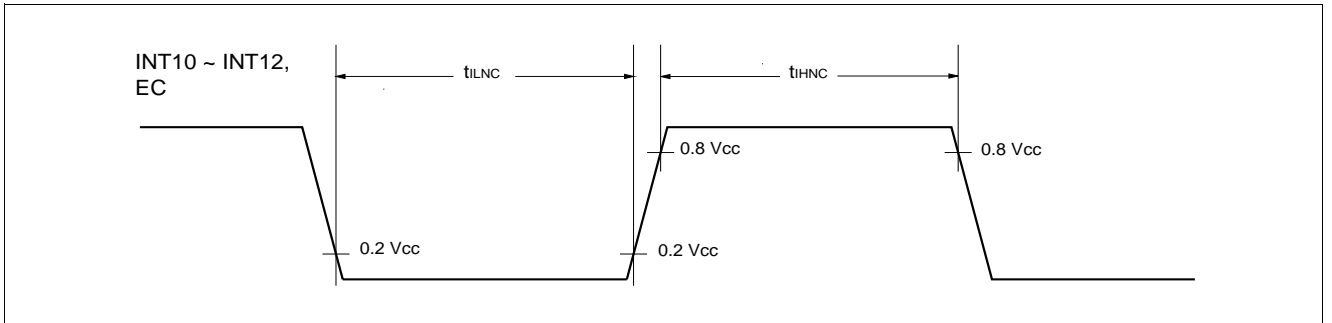 INT10 ~ INT12,
EC
tILNC
tIHNC
0.8 Vcc
0.8 Vcc
0.2 Vcc
0.2 Vcc